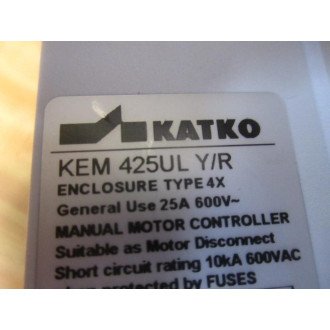 KATKO
KEM 425UL Y/R
ENCLOSURE TYPE 4X
General Use 25A 600V~
MANUAL MOTOR CONTROLLER
Suitable as Motor Disconnect
Short circuit rating 10kA 600VAC
protected by FUSES